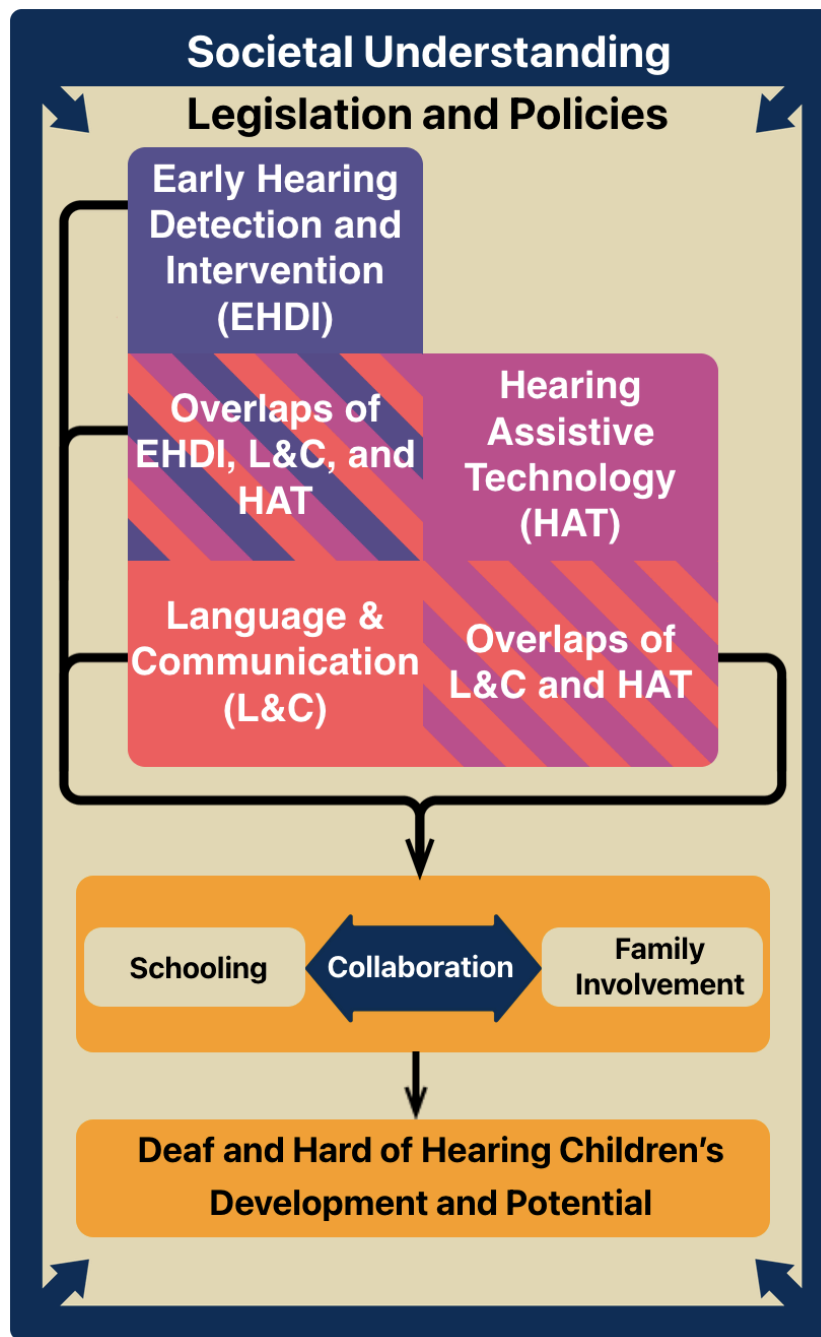 Societal Understanding
Legislation and Policies
Early Hearing
Detection and
Intervention
(EHDI)
Overlaps of
EHDI, L&C, and
HAT
Hearing
Assistive
Technology
(HAT)
Language &
Communication
(L&C)
Overlaps of
L&C and HAT
Schooling
Collaboration
Family
Involvement
Deaf and Hard of Hearing Children’s
Development and Potential